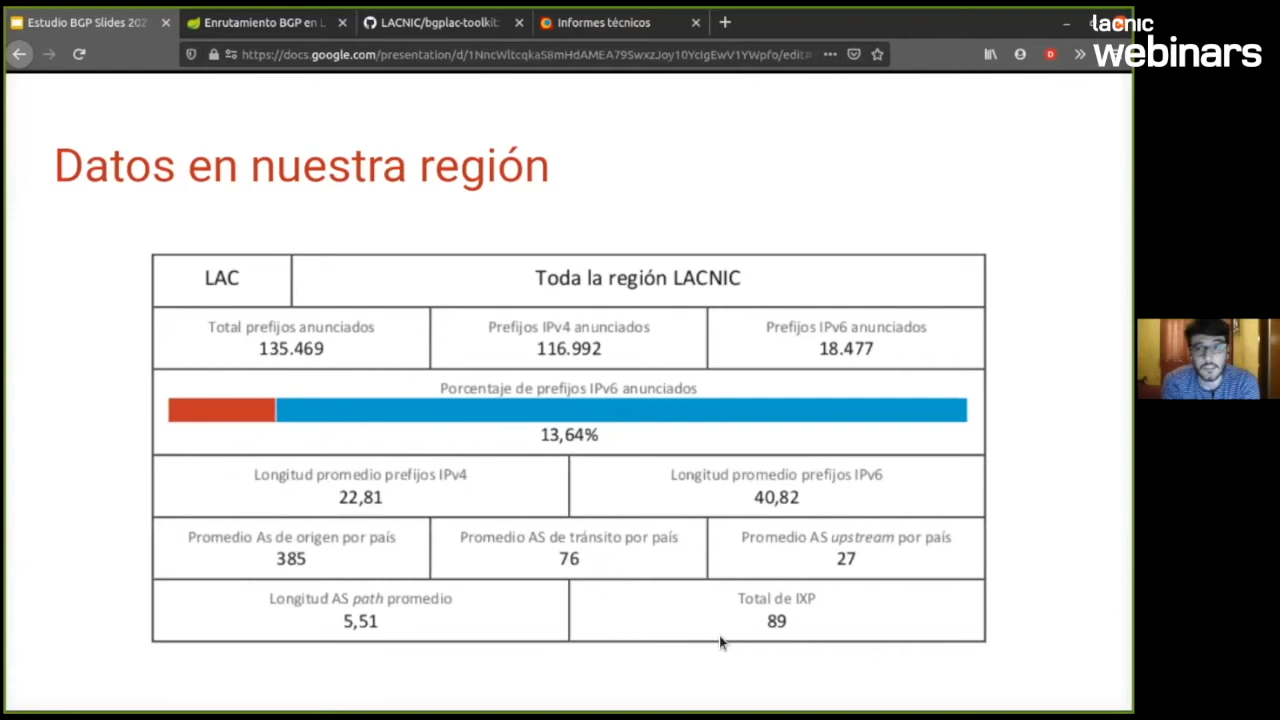 Estudio BGP Slides 202
Enrutamiento BGP en L
LACNIC/bgplac-toolkit:
Informes técnicos
https://docs.google.com/presentation/d/1NncWltcqkaS8mHdAMEA79SwxzJoy10YcIgEwV1YWpfo/edit#
lacnic
webinars
Datos en nuestra región
LAC
Toda la región LACNIC
Total prefijos anunciados
135.469
Prefijos IPv4 anunciados
116.992
Prefijos IPv6 anunciados
18.477
Porcentaje de prefijos IPv6 anunciados
13,64%
Longitud promedio prefijos IPv4
22,81
Longitud promedio prefijos IPv6
40,82
Promedio As de origen por país
385
Promedio AS de tránsito por país
76
Promedio AS upstream por país
27
Longitud AS path promedio
5,51
Total de IXP
89